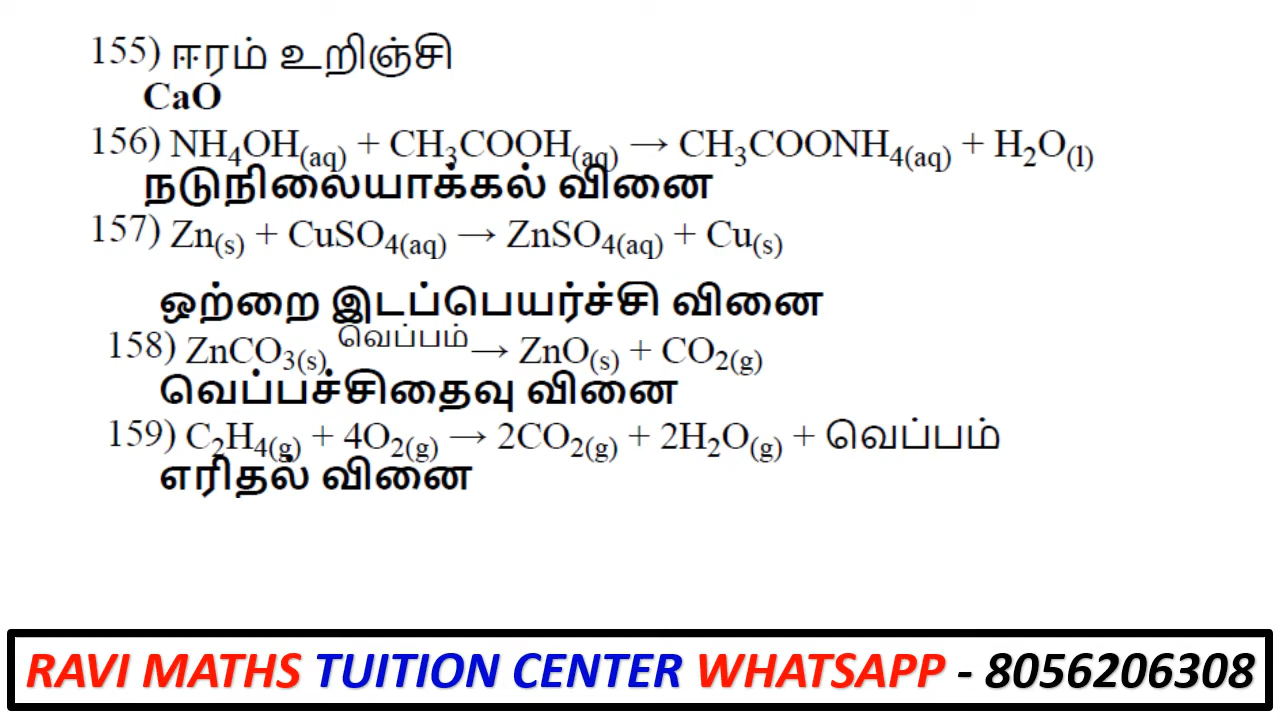 155) ஈரம் உறிஞ்சி
CaO
156) NH₄OH(aq) + CH₃COOH(aq) → CH₃COONH₄(aq) + H₂O(l)
நடுநிலையாக்கல் வினை
157) Zn(s) + CuSO₄(aq) → ZnSO₄(aq) + Cu(s)
ஒற்றை இடப்பெயர்ச்சி வினை
158) ZnCO₃(s) வெப்பம்→ ZnO(s) + CO₂(g)
வெப்பச்சிதைவு வினை
159) C₂H₄(g) + 4O₂(g) → 2CO₂(g) + 2H₂O(g) + வெப்பம்
எரிதல் வினை
RAVI MATHS TUITION CENTER WHATSAPP - 8056206308